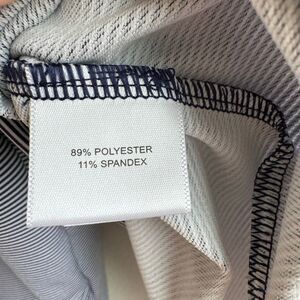 89% POLYESTER
11% SPANDEX